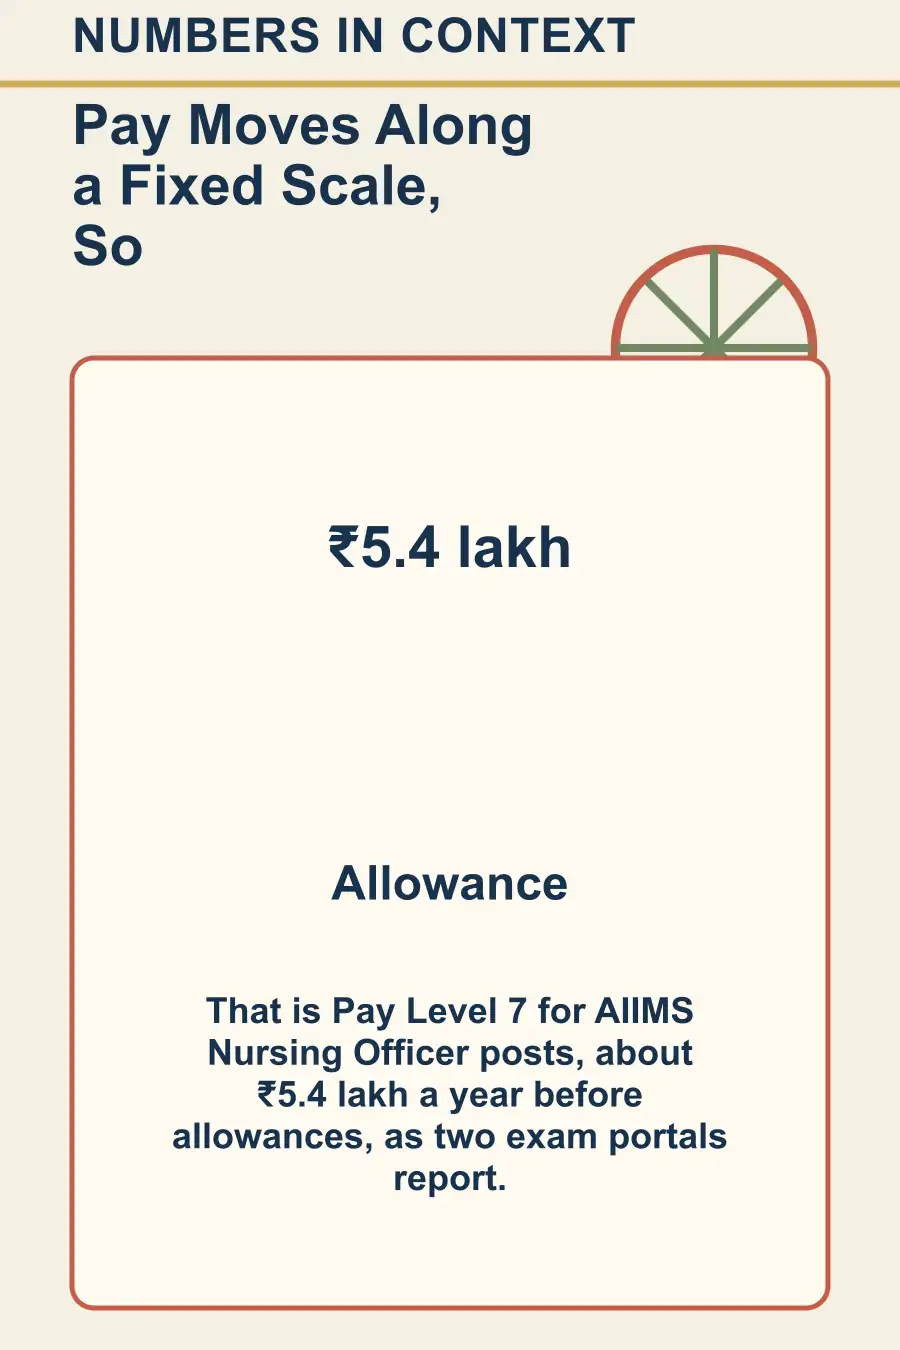 NUMBERS IN CONTEXT
Pay Moves Along
a Fixed Scale,
So
₹5.4 lakh
Allowance
That is Pay Level 7 for AIIMS
Nursing Officer posts, about
₹5.4 lakh a year before
allowances, as two exam portals
report.